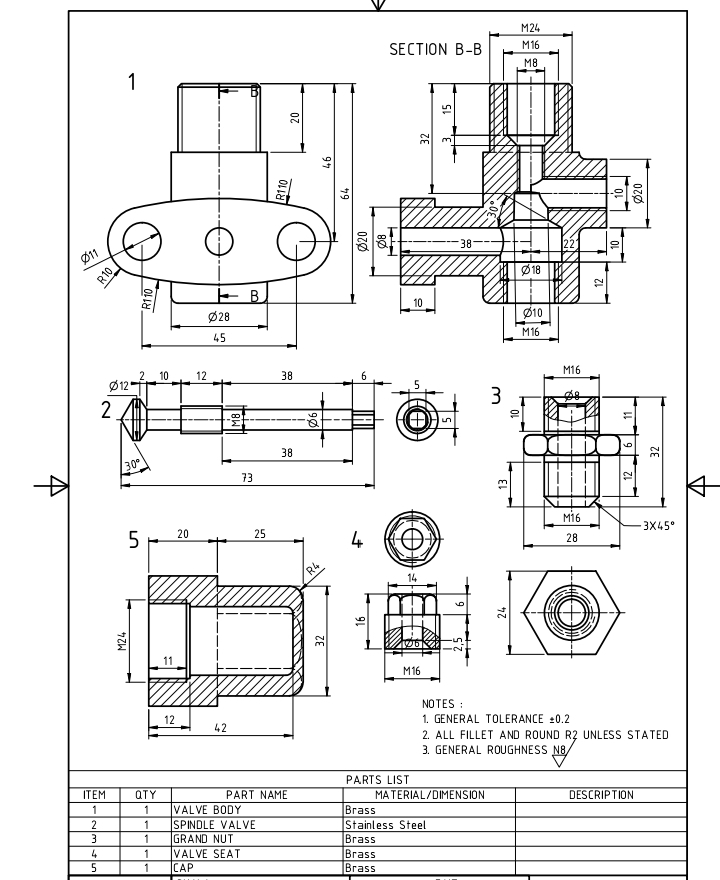 SECTION B-B
1
B
20
46
64
R110
Ø11
R10
R110
B
Ø28
45
M24
M16
M8
15
32
3
30°
10
Ø20
Ø20
Ø8
38
22
10
Ø18
12
10
Ø10
M16
2
Ø12
2
10
12
38
6
M8
Ø6
30°
38
73
5
5
3
M16
Ø8
10
11
6
32
13
12
M16
3X45°
28
24
4
14
16
6
Ø6
2,5
M16
5
20
25
R4
M24
11
32
12
42
NOTES :
1. GENERAL TOLERANCE ±0.2
2. ALL FILLET AND ROUND R2 UNLESS STATED
3. GENERAL ROUGHNESS N8
PARTS LIST
ITEM QTY PART NAME MATERIAL/DIMENSION DESCRIPTION
1 1 VALVE BODY Brass
2 1 SPINDLE VALVE Stainless Steel
3 1 GRAND NUT Brass
4 1 VALVE SEAT Brass
5 1 CAP Brass